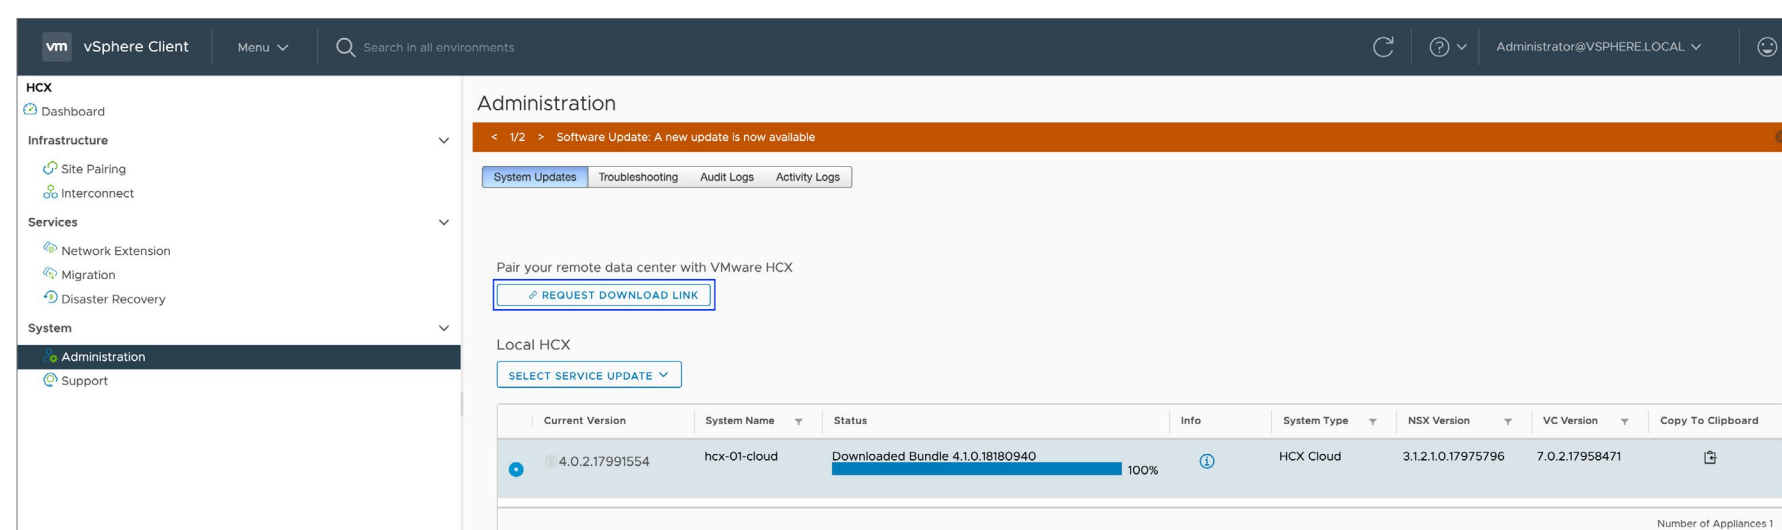 vm vSphere Client Menu Search in all environments Administrator@VSPHERE.LOCAL
HCX
Dashboard
Infrastructure
Site Pairing
Interconnect
Services
Network Extension
Migration
Disaster Recovery
System
Administration
Support
Administration
< 1/2 > Software Update: A new update is now available
System Updates Troubleshooting Audit Logs Activity Logs
Pair your remote data center with VMware HCX
REQUEST DOWNLOAD LINK
Local HCX
SELECT SERVICE UPDATE
Current Version System Name Status Info System Type NSX Version VC Version Copy To Clipboard
4.0.2.17991554 hcx-01-cloud Downloaded Bundle 4.1.0.18180940 HCX Cloud 3.1.2.1.0.17975796 7.0.2.17958471
100%
Number of Appliances 1